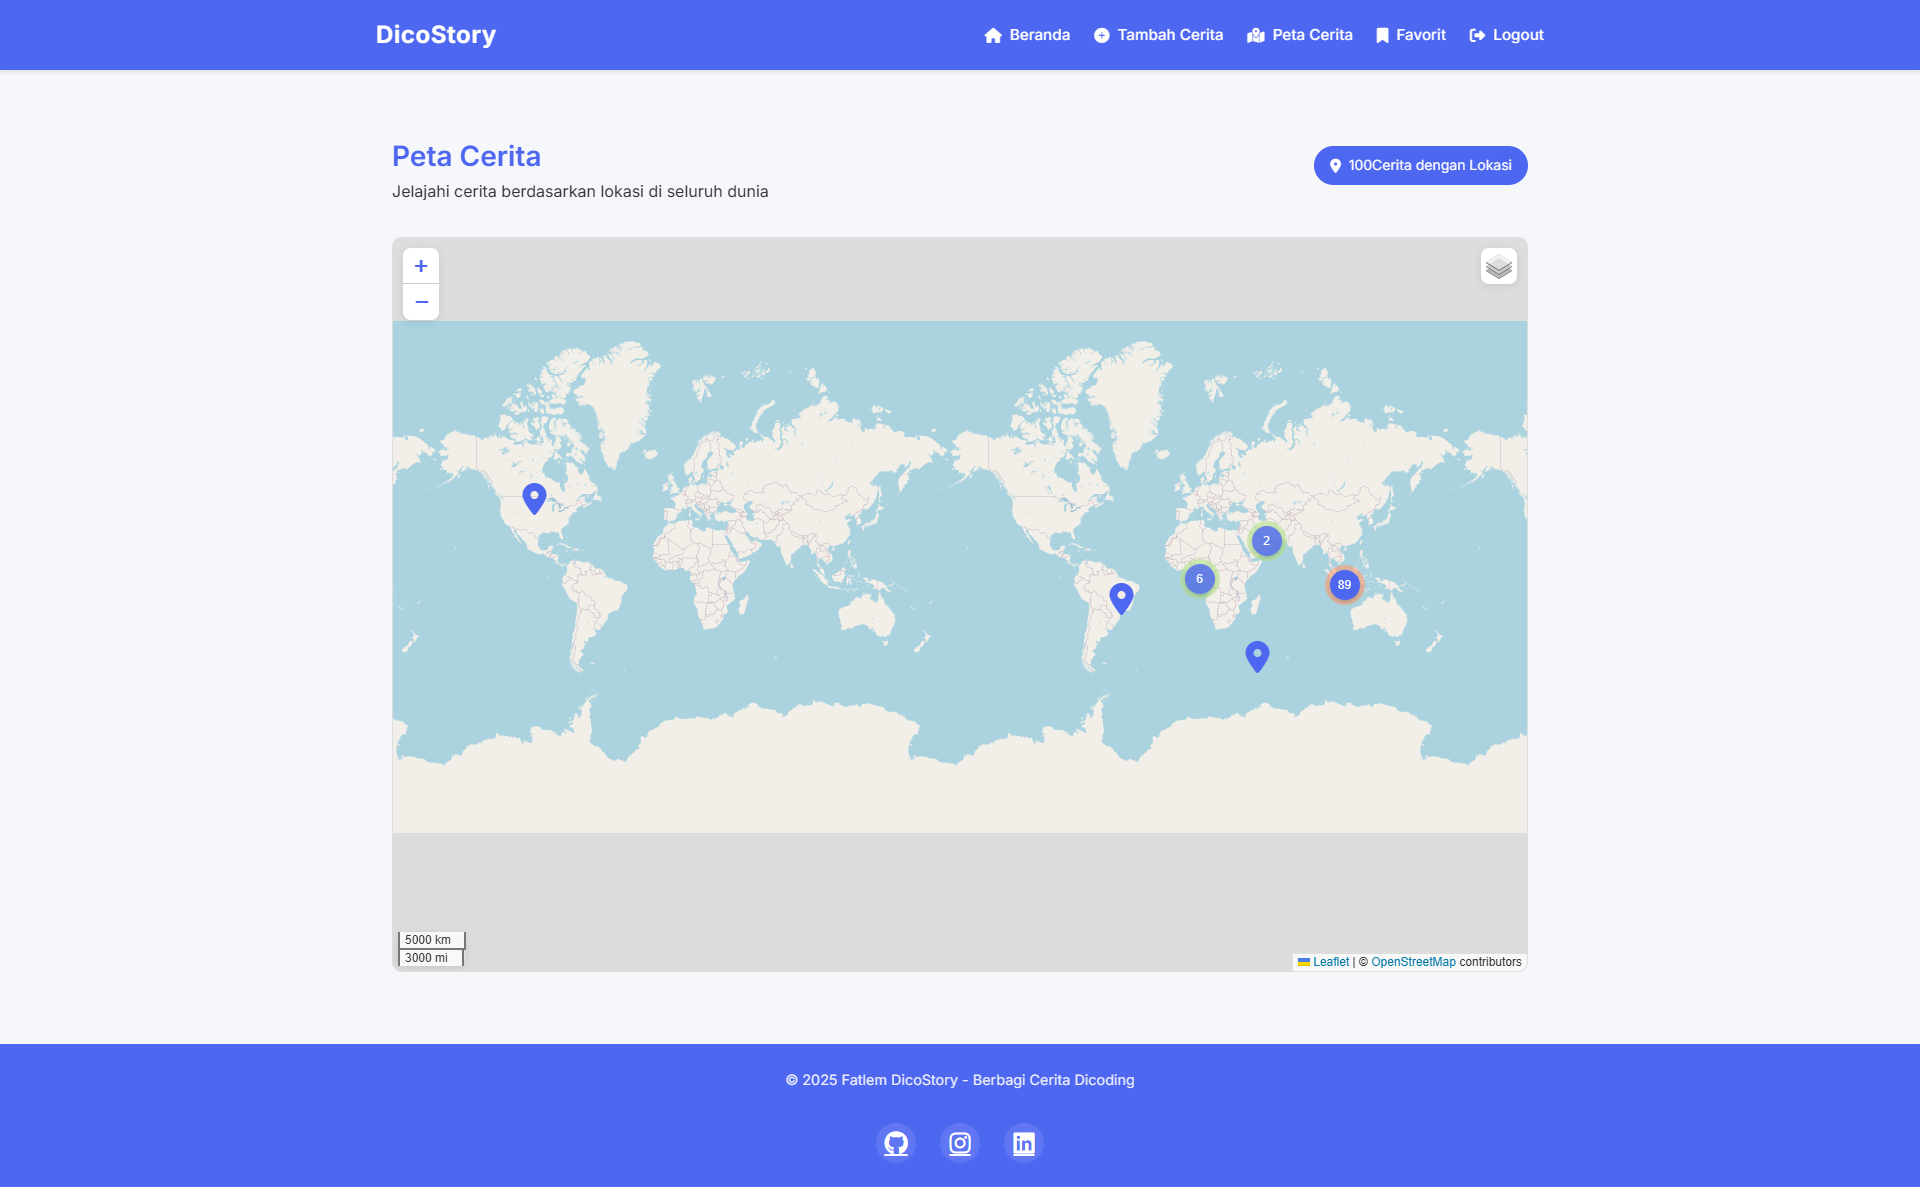 DicoStory
Beranda
Tambah Cerita
Peta Cerita
Favorit
Logout
Peta Cerita
Jelajahi cerita berdasarkan lokasi di seluruh dunia
100Cerita dengan Lokasi
+
−
2
6
89
5000 km
3000 mi
Leaflet | © OpenStreetMap contributors
© 2025 Fatlem DicoStory - Berbagi Cerita Dicoding